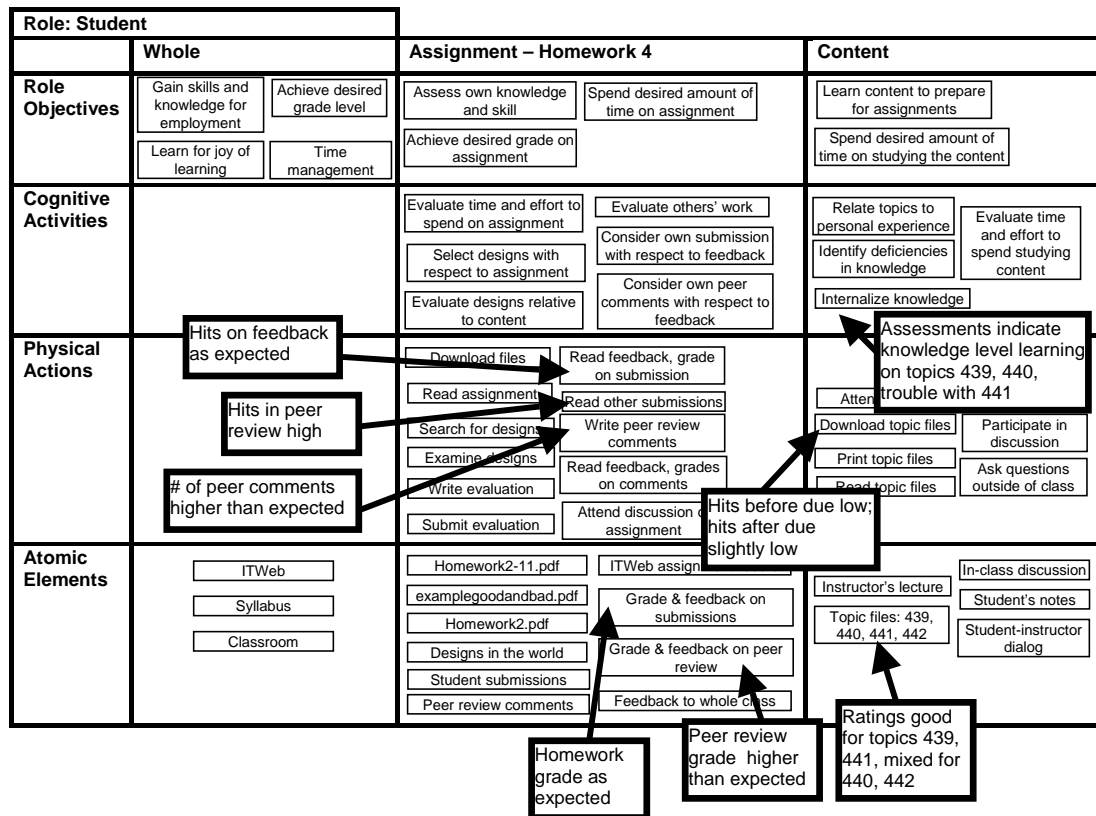 Role: Student
Whole
Assignment – Homework 4
Content
Role
Objectives
Gain skills and
knowledge for
employment
Achieve desired
grade level
Learn for joy of
learning
Time
management
Assess own knowledge
and skill
Spend desired amount of
time on assignment
Achieve desired grade on
assignment
Learn content to prepare
for assignments
Spend desired amount of
time on studying the content
Cognitive
Activities
Evaluate time and effort to
spend on assignment
Evaluate others’ work
Select designs with
respect to assignment
Consider own submission
with respect to feedback
Evaluate designs relative
to content
Consider own peer
comments with respect to
feedback
Relate topics to
personal experience
Evaluate time
and effort to
spend studying
content
Identify deficiencies
in knowledge
Internalize knowledge
Physical
Actions
Hits on feedback
as expected
Hits in peer
review high
# of peer comments
higher than expected
Download files
Read feedback, grade
on submission
Read assignment
Read other submissions
Search for designs
Write peer review
comments
Examine designs
Write evaluation
Read feedback, grades
on comments
Submit evaluation
Attend discussion
assignment
Assessments indicate
knowledge level learning
on topics 439, 440,
trouble with 441
Download topic files
Participate in
discussion
Print topic files
Read topic files
Ask questions
outside of class
Hits before due low;
hits after due
slightly low
Atomic
Elements
ITWeb
Syllabus
Classroom
Homework2-11.pdf
ITWeb
examplegoodandbad.pdf
Grade & feedback on
submissions
Homework2.pdf
Designs in the world
Grade & feedback on peer
review
Student submissions
Peer review comments
Feedback to whole class
Instructor’s lecture
In-class discussion
Student’s notes
Topic files: 439,
440, 441, 442
Student-instructor
dialog
Homework
grade as
expected
Peer review
grade higher
than expected
Ratings good
for topics 439,
441, mixed for
440, 442